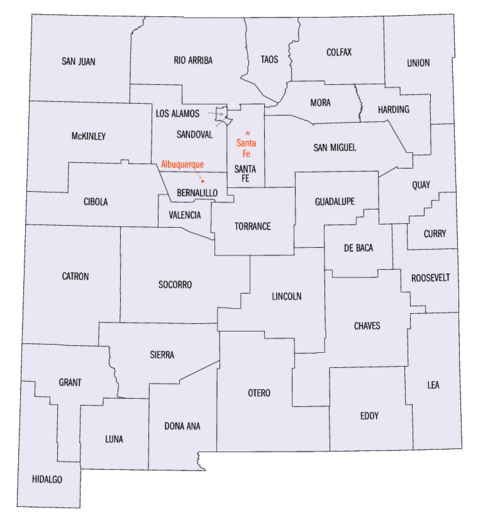 COLFAX
TAOS
RIO ARRIBA
SAN JUAN
UNION
MORA
HARDING
LOS ALAMOS
McKINLEY
SANDOVAL
Santa
Fe
SAN MIGUEL
Albuquerque
SANTA
FE
BERNALILLO
QUAY
CIBOLA
GUADALUPE
VALENCIA
TORRANCE
CURRY
DE BACA
CATRON
SOCORRO
ROOSEVELT
LINCOLN
CHAVES
SIERRA
GRANT
OTERO
LEA
EDDY
DONA ANA
LUNA
HIDALGO